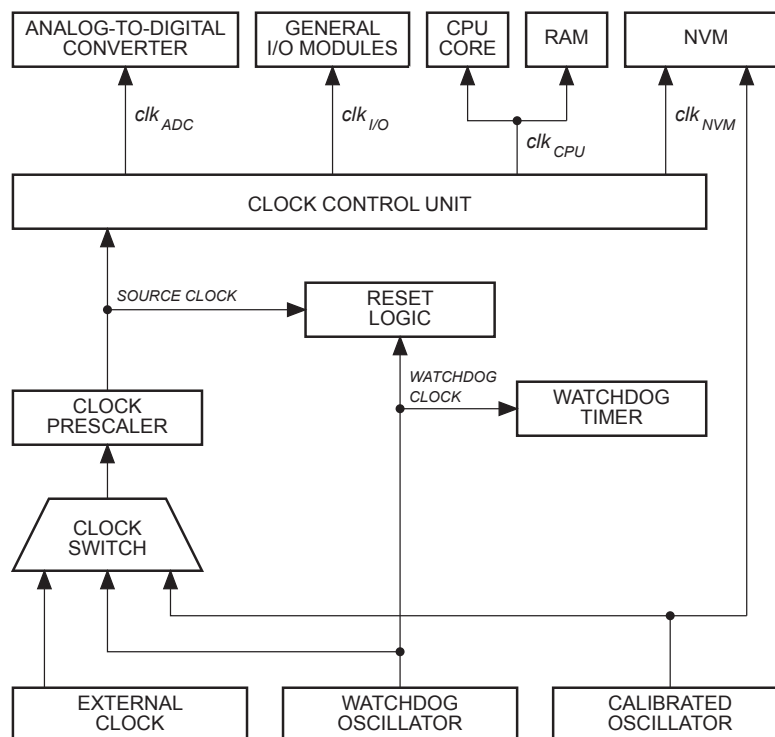 ANALOG-TO-DIGITAL
CONVERTER
GENERAL
I/O MODULES
CPU
CORE
RAM
NVM
clk ADC
clk I/O
clk CPU
clk NVM
CLOCK CONTROL UNIT
SOURCE CLOCK
RESET
LOGIC
WATCHDOG
CLOCK
CLOCK
PRESCALER
WATCHDOG
TIMER
CLOCK
SWITCH
EXTERNAL
CLOCK
WATCHDOG
OSCILLATOR
CALIBRATED
OSCILLATOR